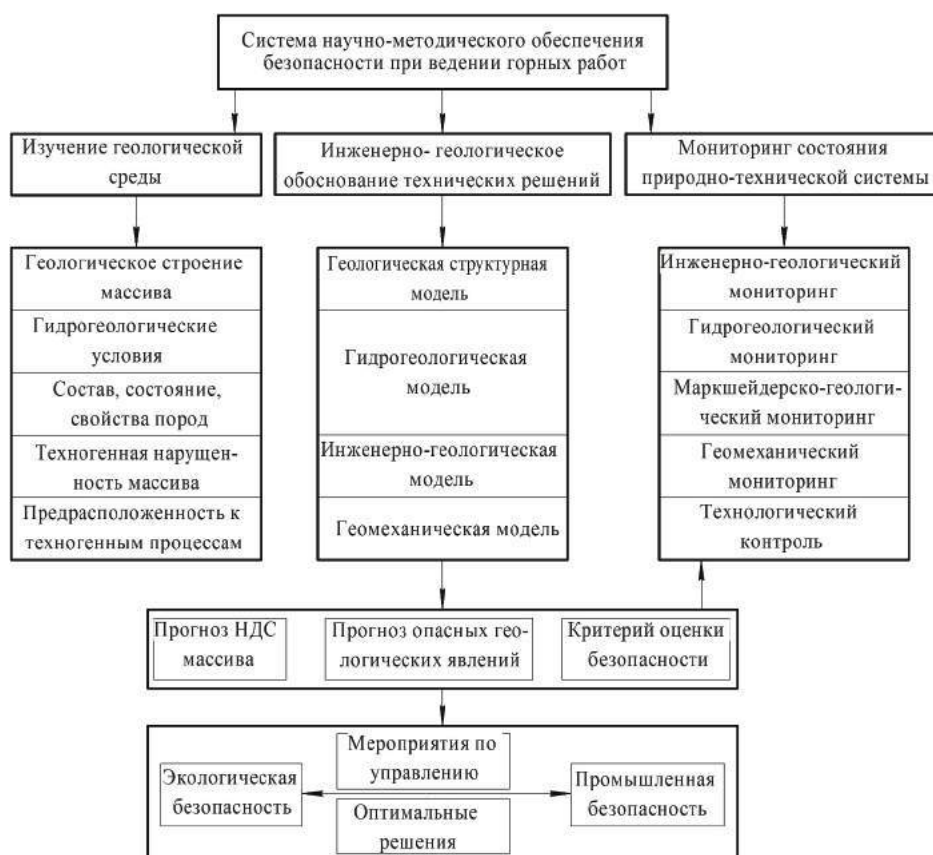 Система научно-методического обеспечения
безопасности при ведении горных работ
Изучение геологической
среды
Инженерно- геологическое
обоснование технических решений
Мониторинг состояния
природно-технической системы
Геологическое строение
массива
Гидрогеологические
условия
Состав, состояние,
свойства пород
Техногенная нарущен-
ность массива
Предрасположенность к
техногенным процессам
Геологическая структурная
модель
Гидрогеологическая
модель
Инженерно-геологическая
модель
Геомеханическая модель
Инженерно-геологический
мониторинг
Гидрогеологический
мониторинг
Маркшейдерско-геологи-
ческий мониторинг
Геомеханический
мониторинг
Технологический
контроль
Прогноз НДС
массива
Прогноз опасных гео-
логических явлений
Критерий оценки
безопасности
Мероприятия по
управлению
Экологическая
безопасность
Промышленная
безопасность
Оптимальные
решения